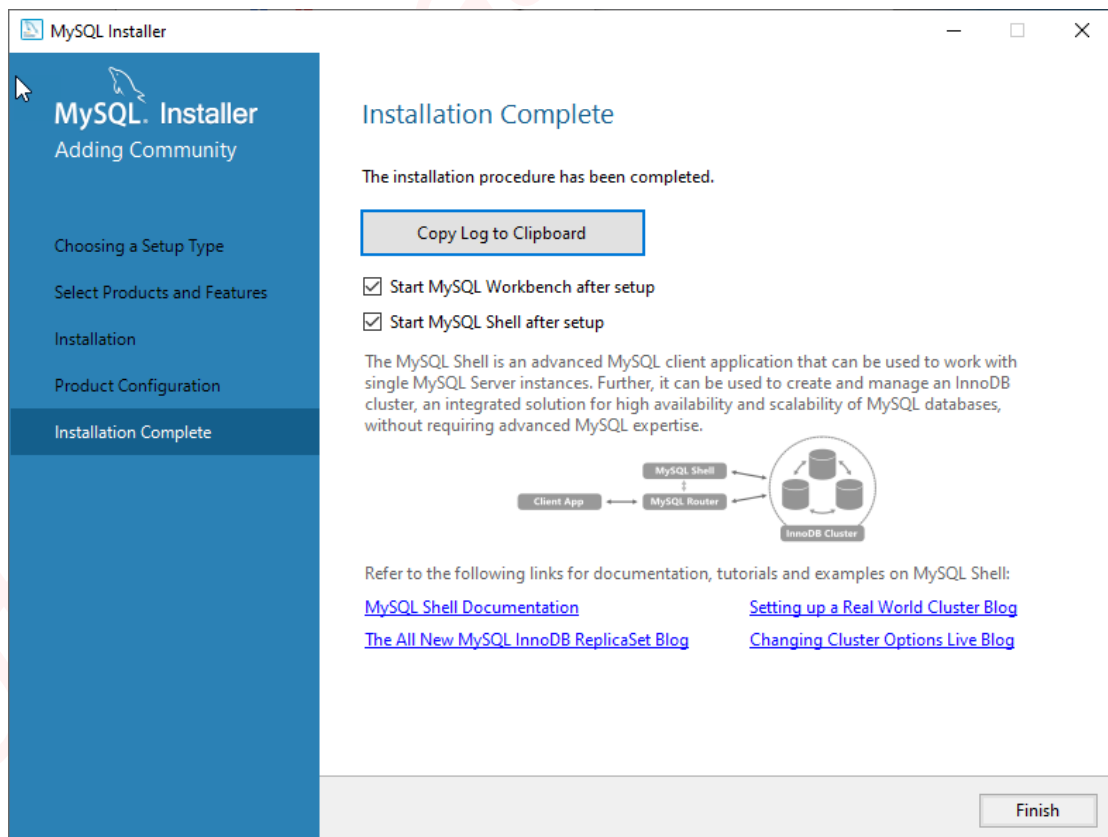 MySQL Installer
MySQL. Installer
Adding Community
Choosing a Setup Type
Select Products and Features
Installation
Product Configuration
Installation Complete
Installation Complete
The installation procedure has been completed.
Copy Log to Clipboard
Start MySQL Workbench after setup
Start MySQL Shell after setup
The MySQL Shell is an advanced MySQL client application that can be used to work with
single MySQL Server instances. Further, it can be used to create and manage an InnoDB
cluster, an integrated solution for high availability and scalability of MySQL databases,
without requiring advanced MySQL expertise.
MySQL Shell
Client App
MySQL Router
InnoDB Cluster
Refer to the following links for documentation, tutorials and examples on MySQL Shell:
MySQL Shell Documentation
Setting up a Real World Cluster Blog
The All New MySQL InnoDB ReplicaSet Blog
Changing Cluster Options Live Blog
Finish